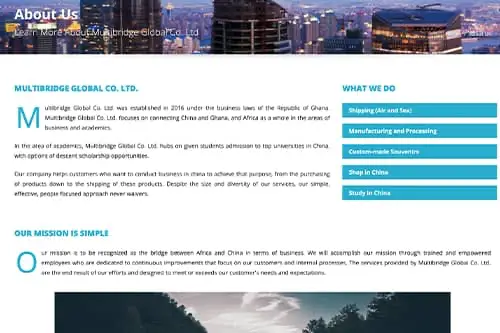 About Us
Learn More About Multibridge Global Co. Ltd
MULTIBRIDGE GLOBAL CO. LTD.
Multibridge Global Co. Ltd. was established in 2016 under the business laws of the Republic of Ghana.
Multibridge Global Co. Ltd. focuses on connecting China and Ghana, and Africa as a whole in the areas of
business and academics.
In the area of academics, Multibridge Global Co. Ltd. hubs on given students admission to top universities in China,
with options of descent scholarship opportunities.
Our company helps customers who want to conduct business in china to achieve that purpose, from the purchasing
of products down to the shipping of these products. Despite the size and diversity of our services, our simple,
effective, people focused approach never waivers.
WHAT WE DO
Shipping (Air and Sea)
Manufacturing and Processing
Custom-made Souvenirs
Shop in China
Study in China
OUR MISSION IS SIMPLE
Our mission is to be recognized as the bridge between Africa and China in terms of business. We will accomplish our mission through trained and empowered
employees who are dedicated to continuous improvements that focus on our customers and internal processes. The services provided by Multibridge Global Co. Ltd.
are the end result of our efforts and designed to meet or exceeds our customer's needs and expectations.